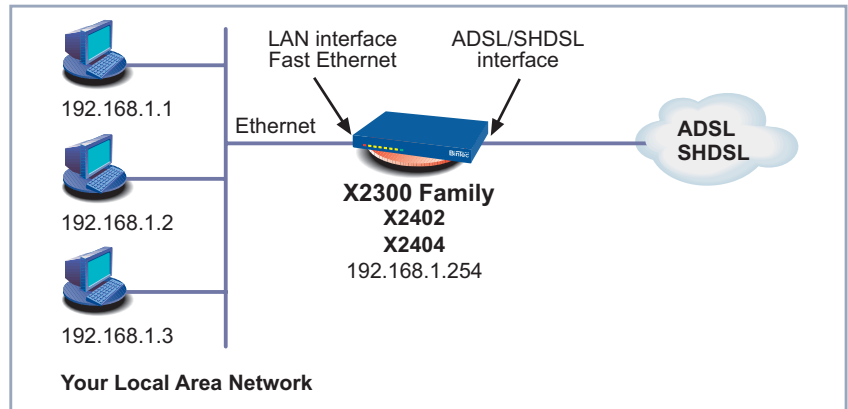 LAN interface
Fast Ethernet
ADSL/SHDSL
interface
192.168.1.1
Ethernet
BinTec
ADSL
SHDSL
X2300 Family
X2402
X2404
192.168.1.254
192.168.1.2
192.168.1.3
Your Local Area Network